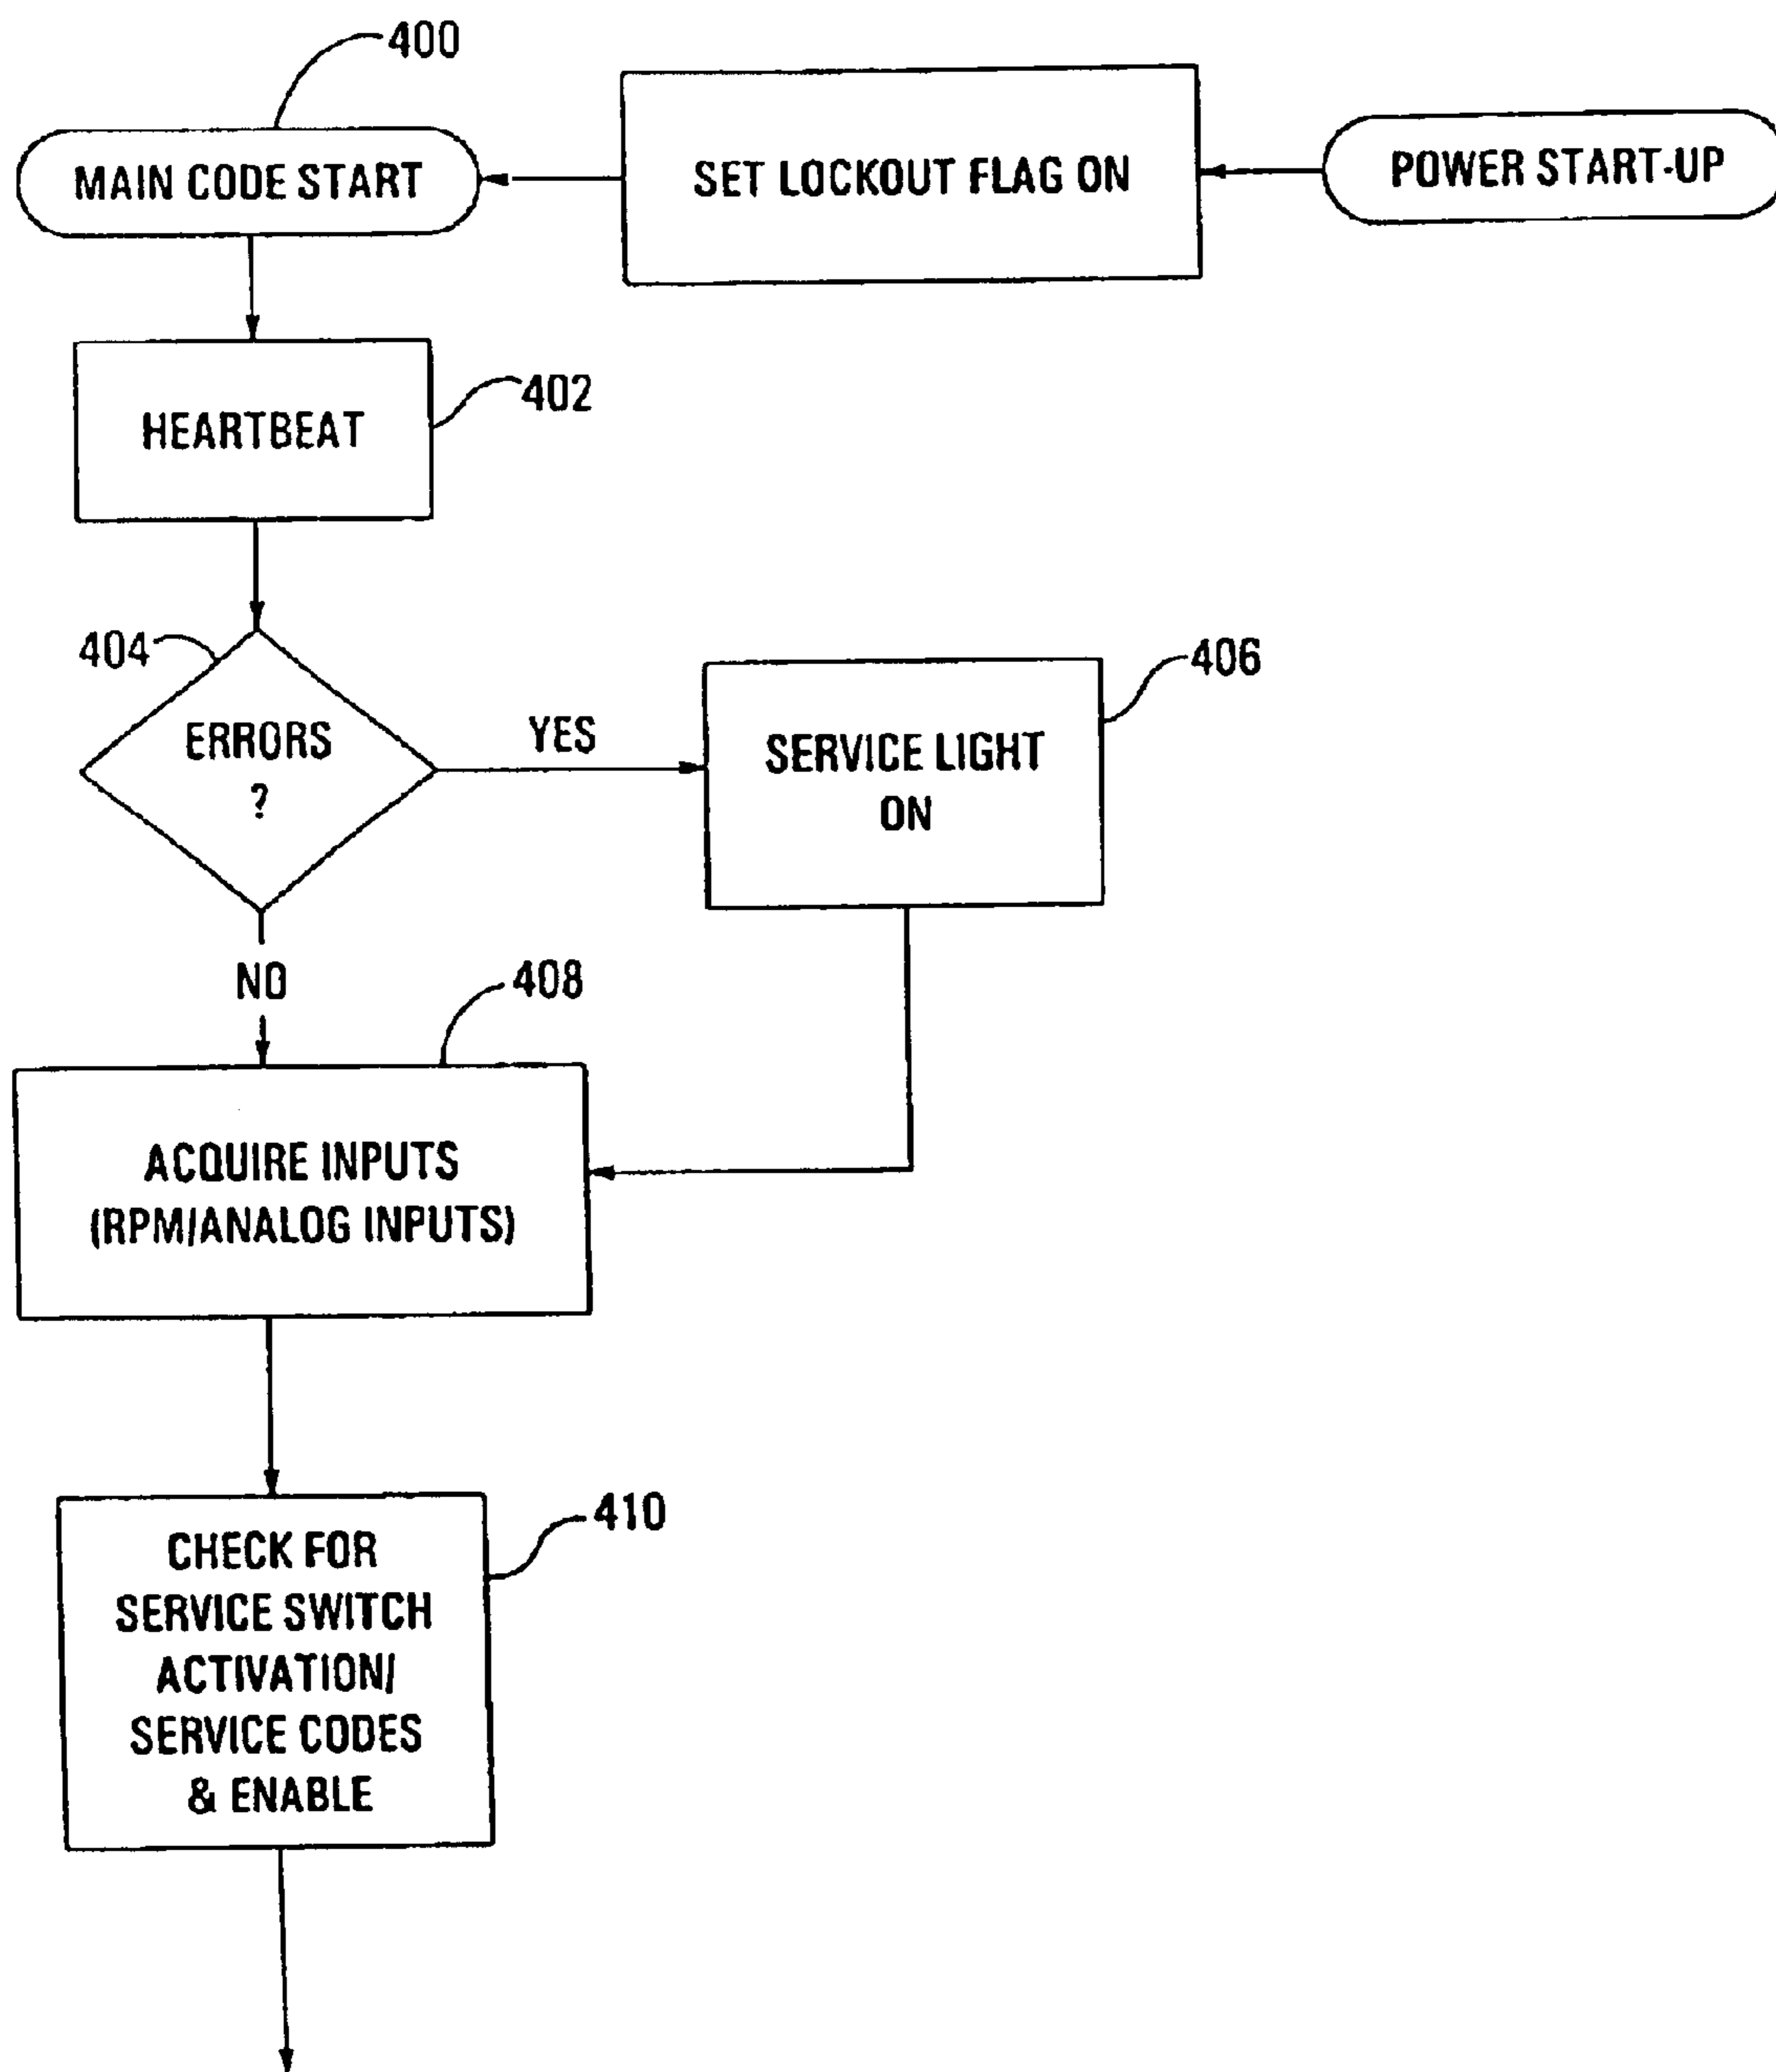 400
MAIN CODE START
SET LOCKOUT FLAG ON
POWER START-UP
HEARTBEAT
402
404
ERRORS
?
YES
SERVICE LIGHT
ON
406
NO
408
ACQUIRE INPUTS
(RPM/ANALOG INPUTS)
CHECK FOR
SERVICE SWITCH
ACTIVATION/
SERVICE CODES
& ENABLE
410